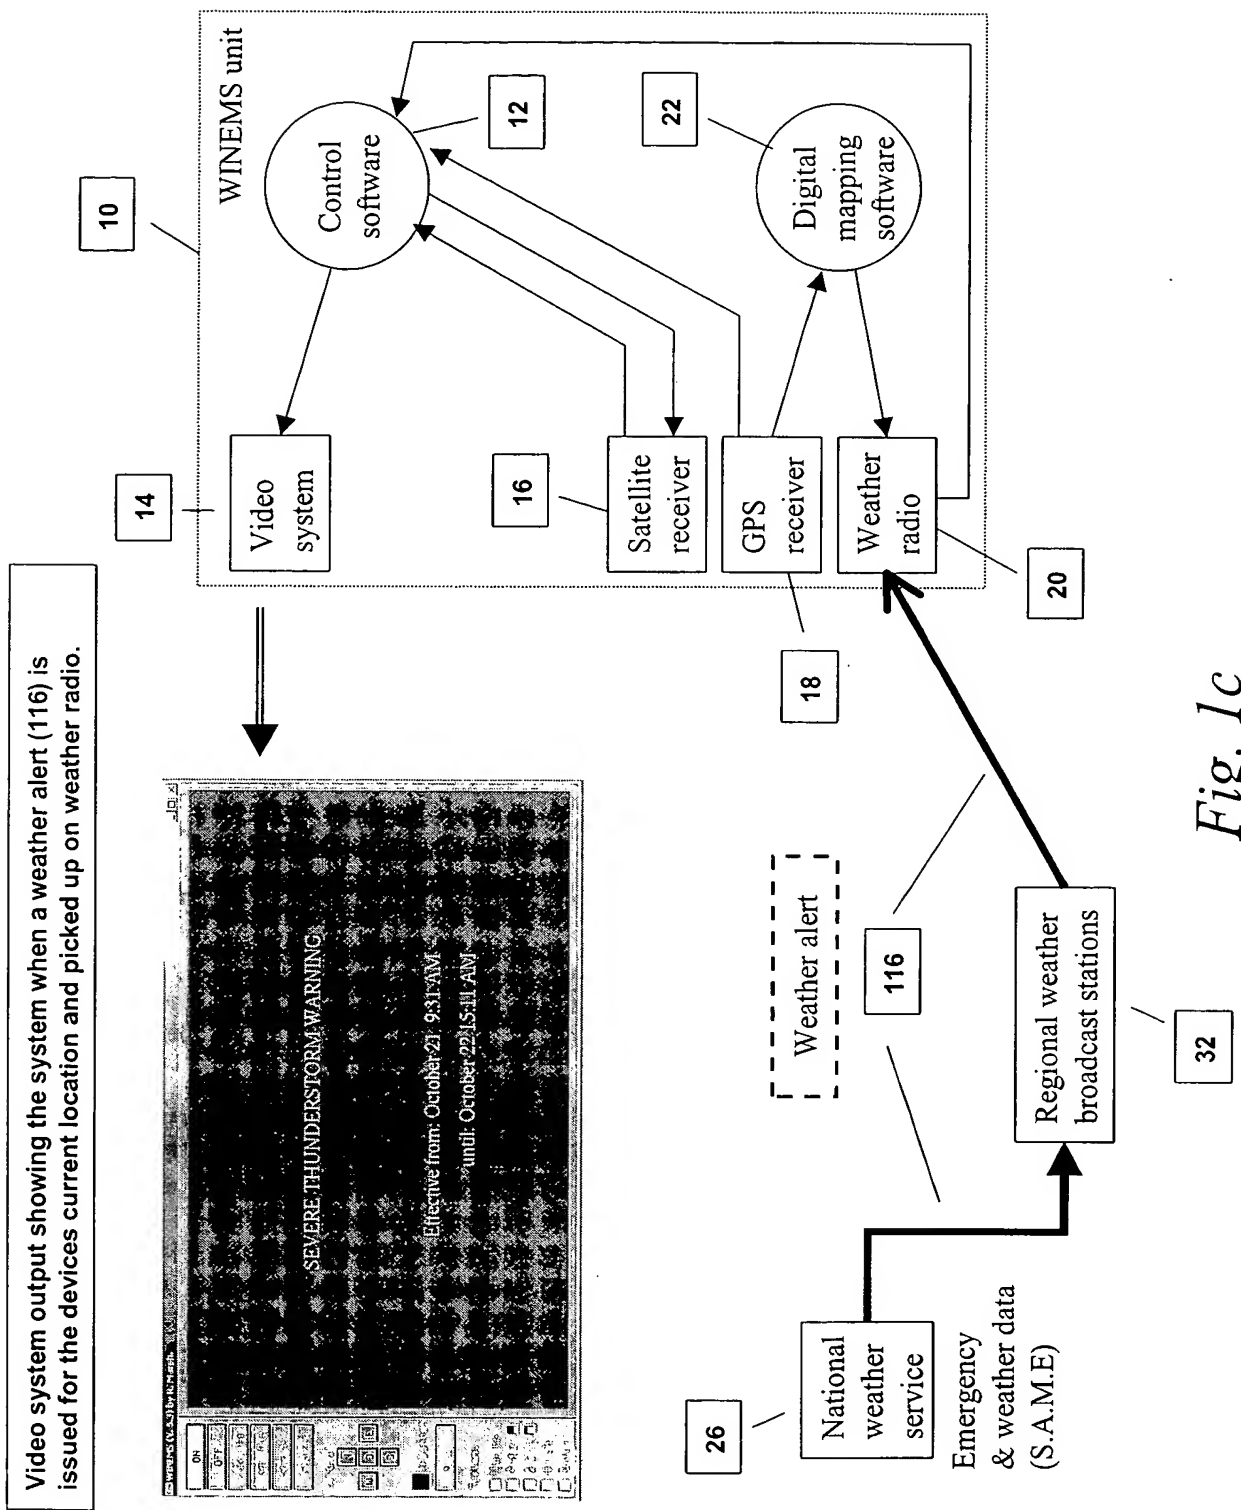 Video system output showing the system when a weather alert (116) is
issued for the devices current location and picked up on weather radio.
ON
OFF
SEVERE THUNDERSTORM WARNING
Effective from: October 21 9:31 AM
until: October 22 15:11 AM
10
WINEMS unit
14
Video
system
Control
software
12
16
Satellite
receiver
18
GPS
receiver
20
Weather
radio
22
Digital
mapping
software
26
National
weather
service
Emergency
& weather data
(S.A.M.E)
Weather alert
116
Regional weather
broadcast stations
32
Fig. 1c